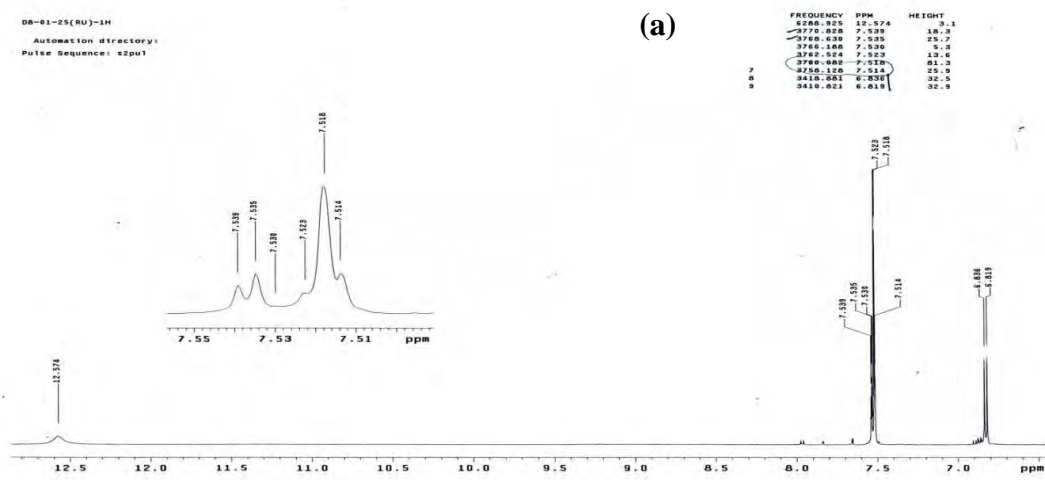 D8-01-25(RU)-1H
Automation directory:
Pulse Sequence: s2pul
(a)
FREQUENCY PPM HEIGHT
6288.925 12.574 3.1
3770.828 7.539 18.3
3768.630 7.535 25.7
3766.188 7.530 5.3
3762.524 7.523 13.6
3760.082 7.518 81.3
7 3758.128 7.514 25.9
8 3418.881 6.836 32.5
9 3410.821 6.819 32.9
7.539
7.535
7.530
7.523
7.518
7.514
7.55 7.53 7.51 ppm
12.574
7.539
7.535
7.530
7.523
7.518
7.514
6.836
6.819
12.5 12.0 11.5 11.0 10.5 10.0 9.5 9.0 8.5 8.0 7.5 7.0 ppm